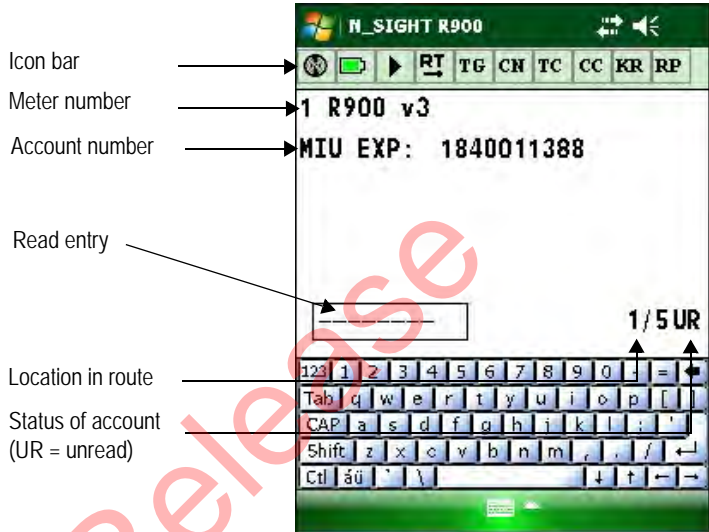 N_SIGHT R900
Icon bar
RT TG CN TC CC KR RP
Meter number
1 R900 v3
Account number
MIU EXP: 1840011388
Read entry
1/5UR
Location in route
123 1 2 3 4 5 6 7 8 9 0 - =
Tab q w e r t y u i o p [ ]
Status of account
CAP a s d f g h j k l ; '
(UR = unread)
Shift z x c v b n m , . /
Ctl áü ` \
Release